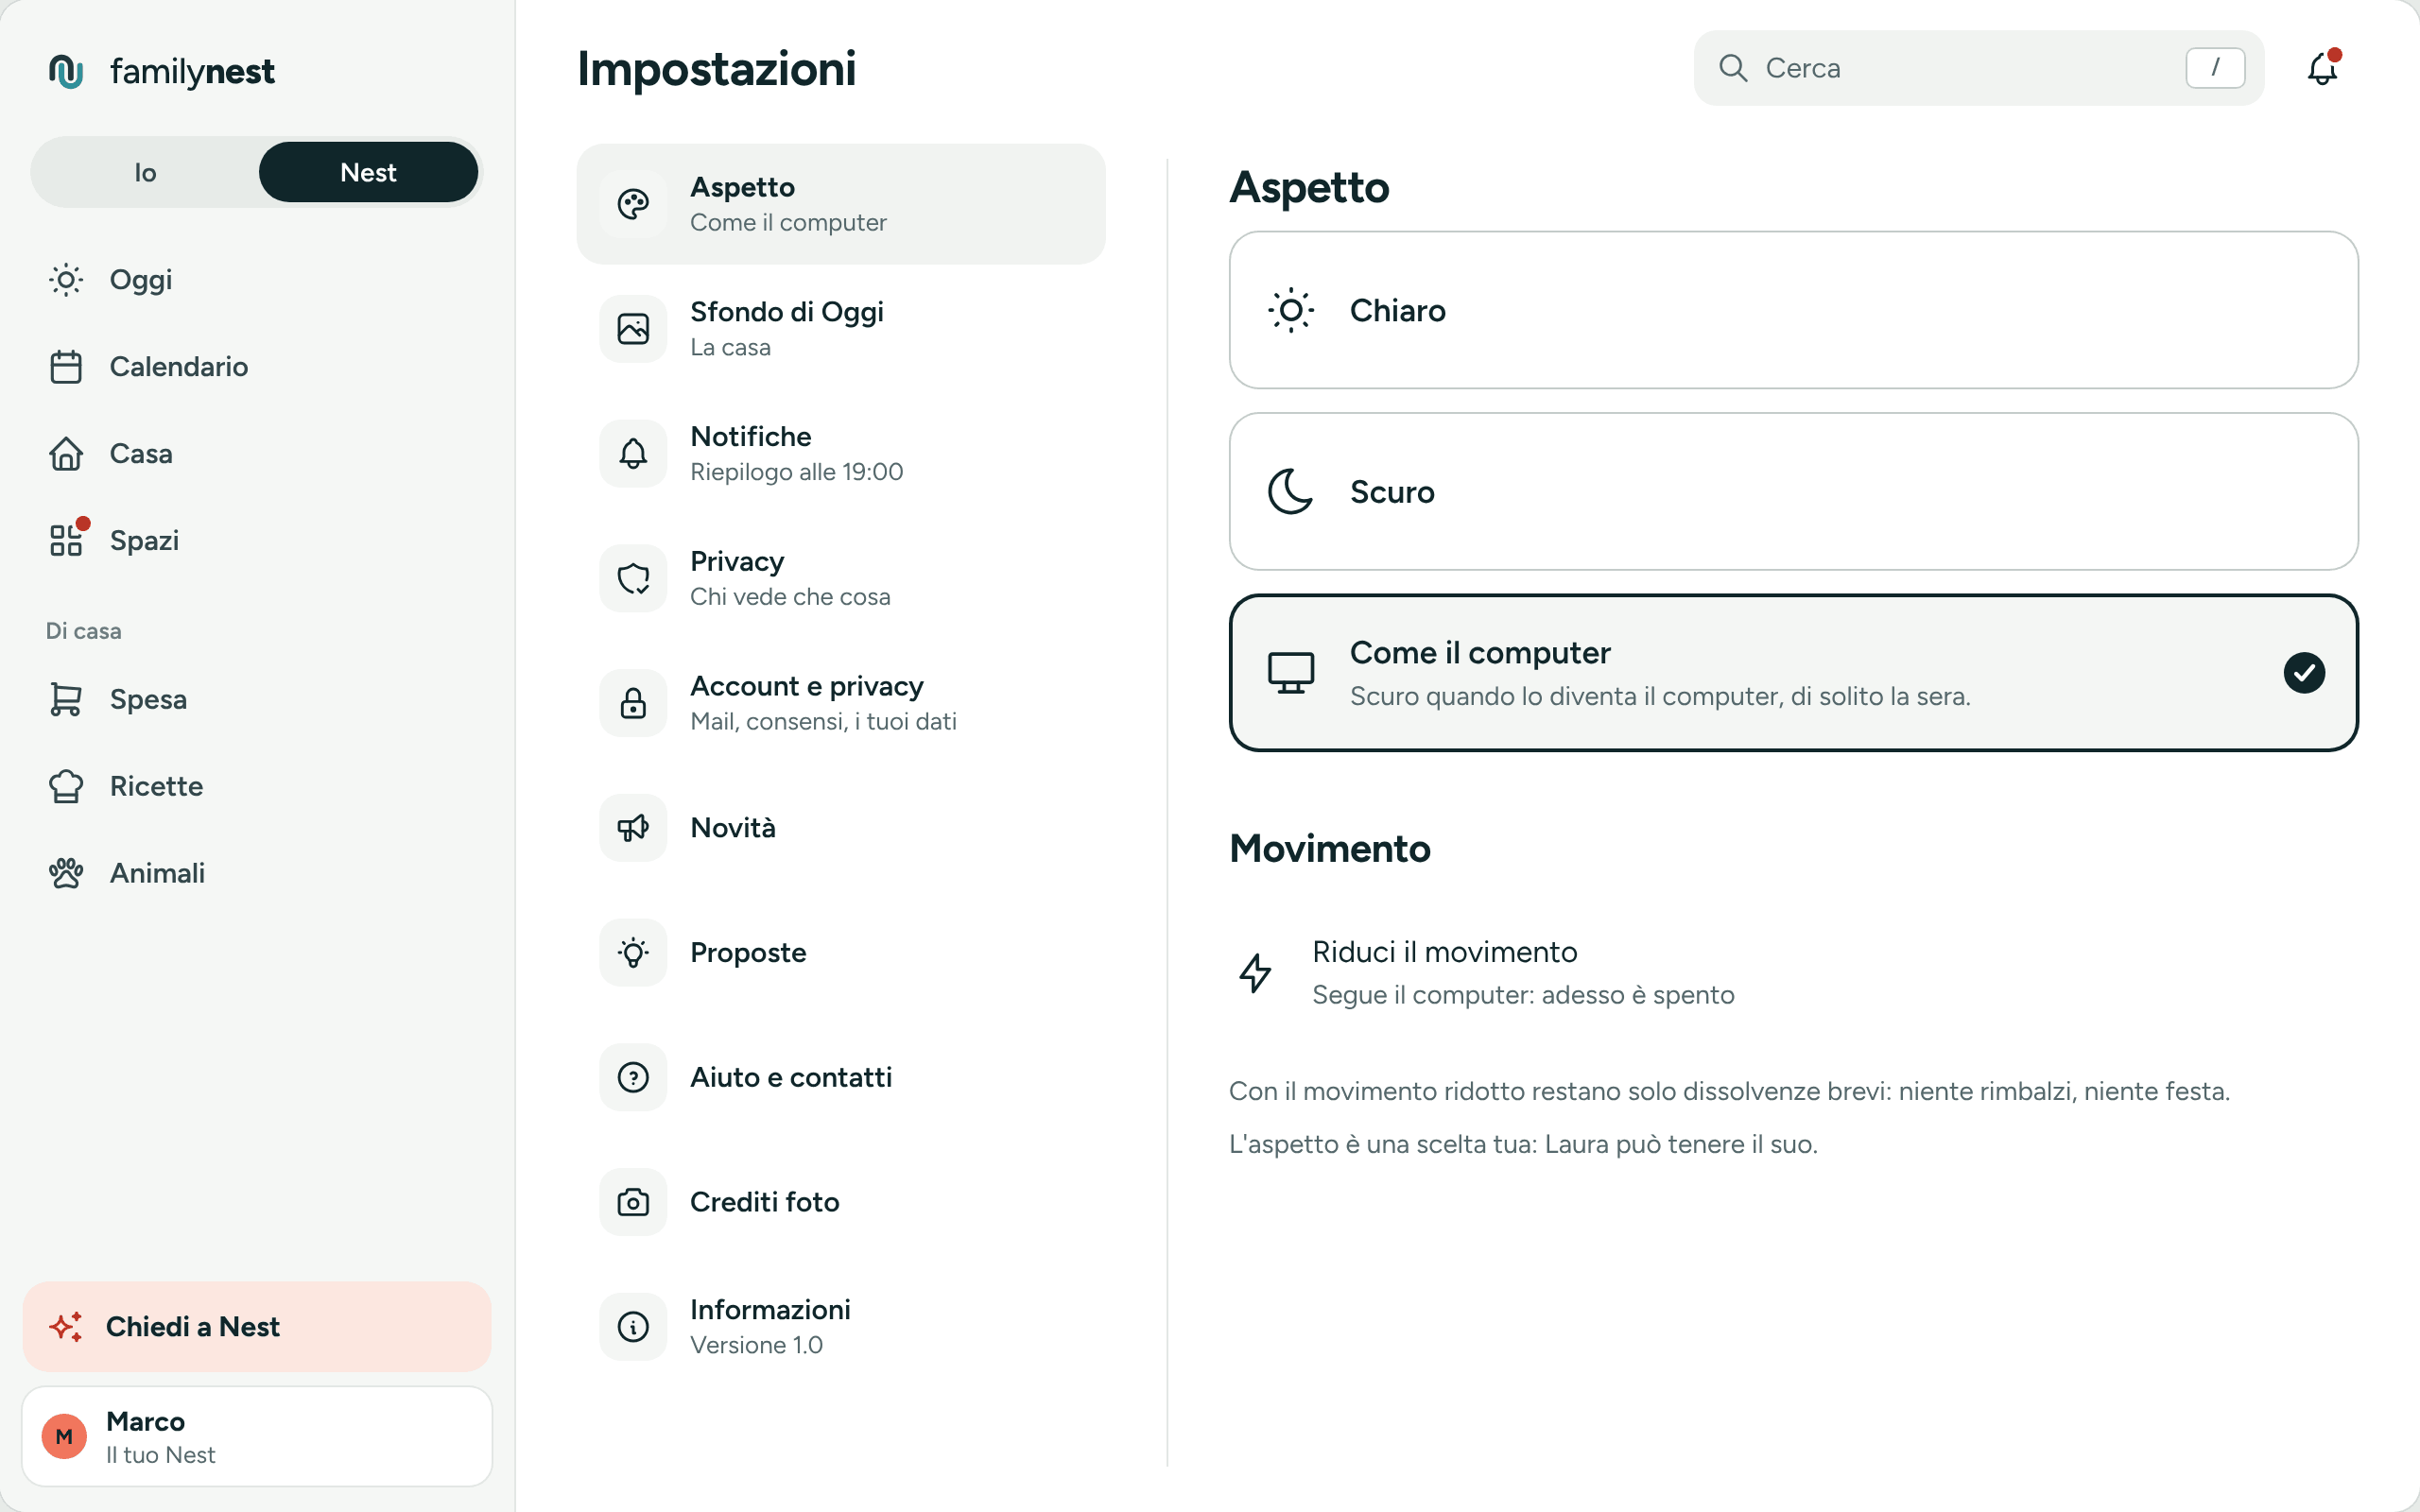 familynest
Io
Nest
Oggi
Calendario
Casa
Spazi
Di casa
Spesa
Ricette
Animali
Chiedi a Nest
M
Marco
Il tuo Nest
Impostazioni
Cerca
/
Aspetto
Come il computer
Sfondo di Oggi
La casa
Notifiche
Riepilogo alle 19:00
Privacy
Chi vede che cosa
Account e privacy
Mail, consensi, i tuoi dati
Novità
Proposte
Aiuto e contatti
Crediti foto
Informazioni
Versione 1.0
Aspetto
Chiaro
Scuro
Come il computer
Scuro quando lo diventa il computer, di solito la sera.
Movimento
Riduci il movimento
Segue il computer: adesso è spento
Con il movimento ridotto restano solo dissolvenze brevi: niente rimbalzi, niente festa.
L'aspetto è una scelta tua: Laura può tenere il suo.